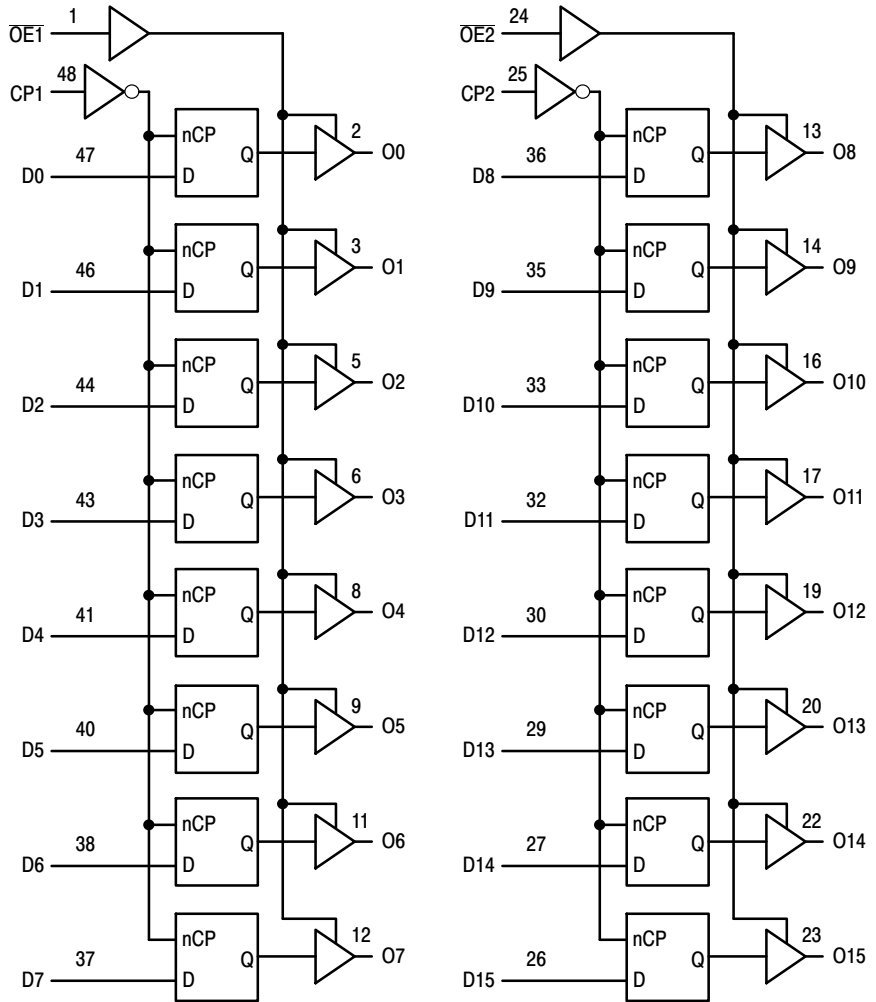 OE1 1
CP1 48
nCP
D0 47 D Q 2 O0
nCP
D1 46 D Q 3 O1
nCP
D2 44 D Q 5 O2
nCP
D3 43 D Q 6 O3
nCP
D4 41 D Q 8 O4
nCP
D5 40 D Q 9 O5
nCP
D6 38 D Q 11 O6
nCP
D7 37 D Q 12 O7
OE2 24
CP2 25
nCP
D8 36 D Q 13 O8
nCP
D9 35 D Q 14 O9
nCP
D10 33 D Q 16 O10
nCP
D11 32 D Q 17 O11
nCP
D12 30 D Q 19 O12
nCP
D13 29 D Q 20 O13
nCP
D14 27 D Q 22 O14
nCP
D15 26 D Q 23 O15